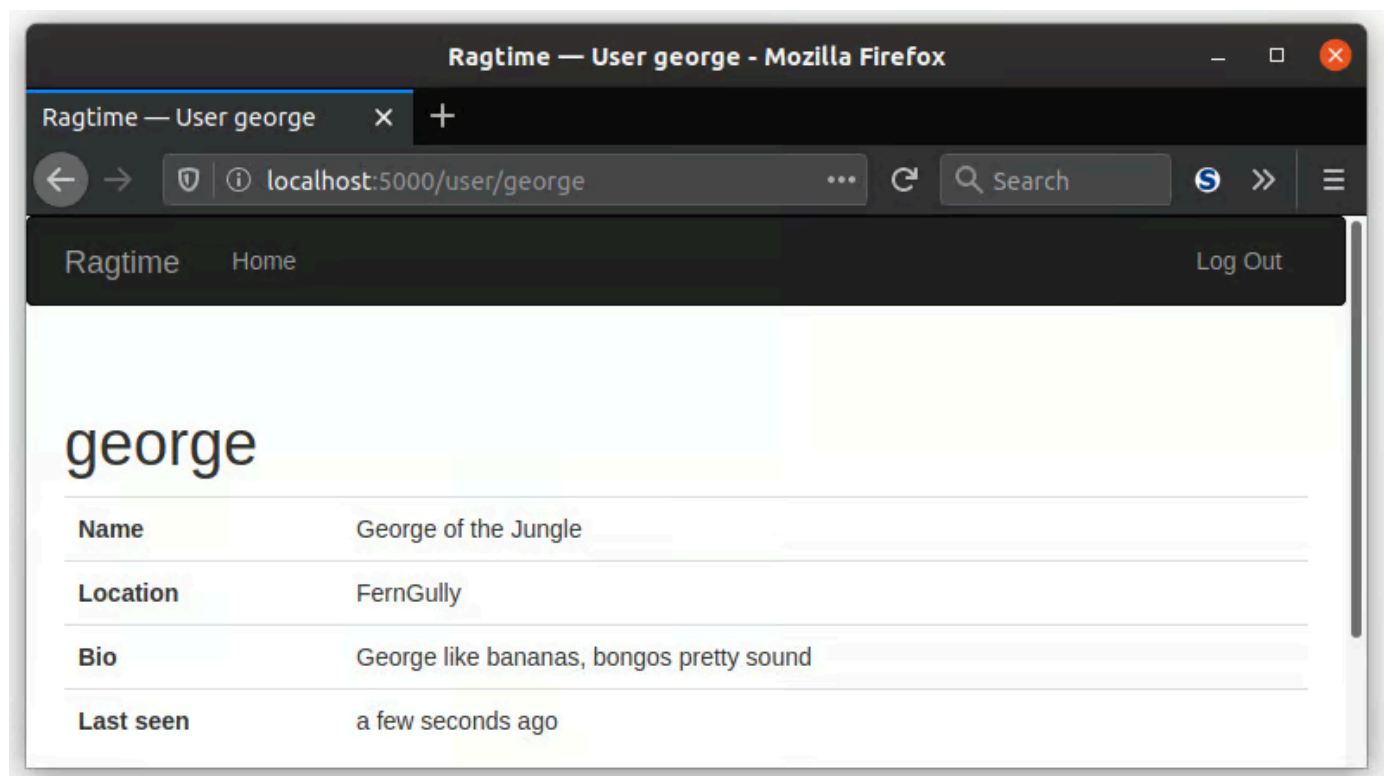 Ragtime — User george - Mozilla Firefox
Ragtime — User george
localhost:5000/user/george
Search
Ragtime Home Log Out
george
Name George of the Jungle
Location FernGully
Bio George like bananas, bongos pretty sound
Last seen a few seconds ago